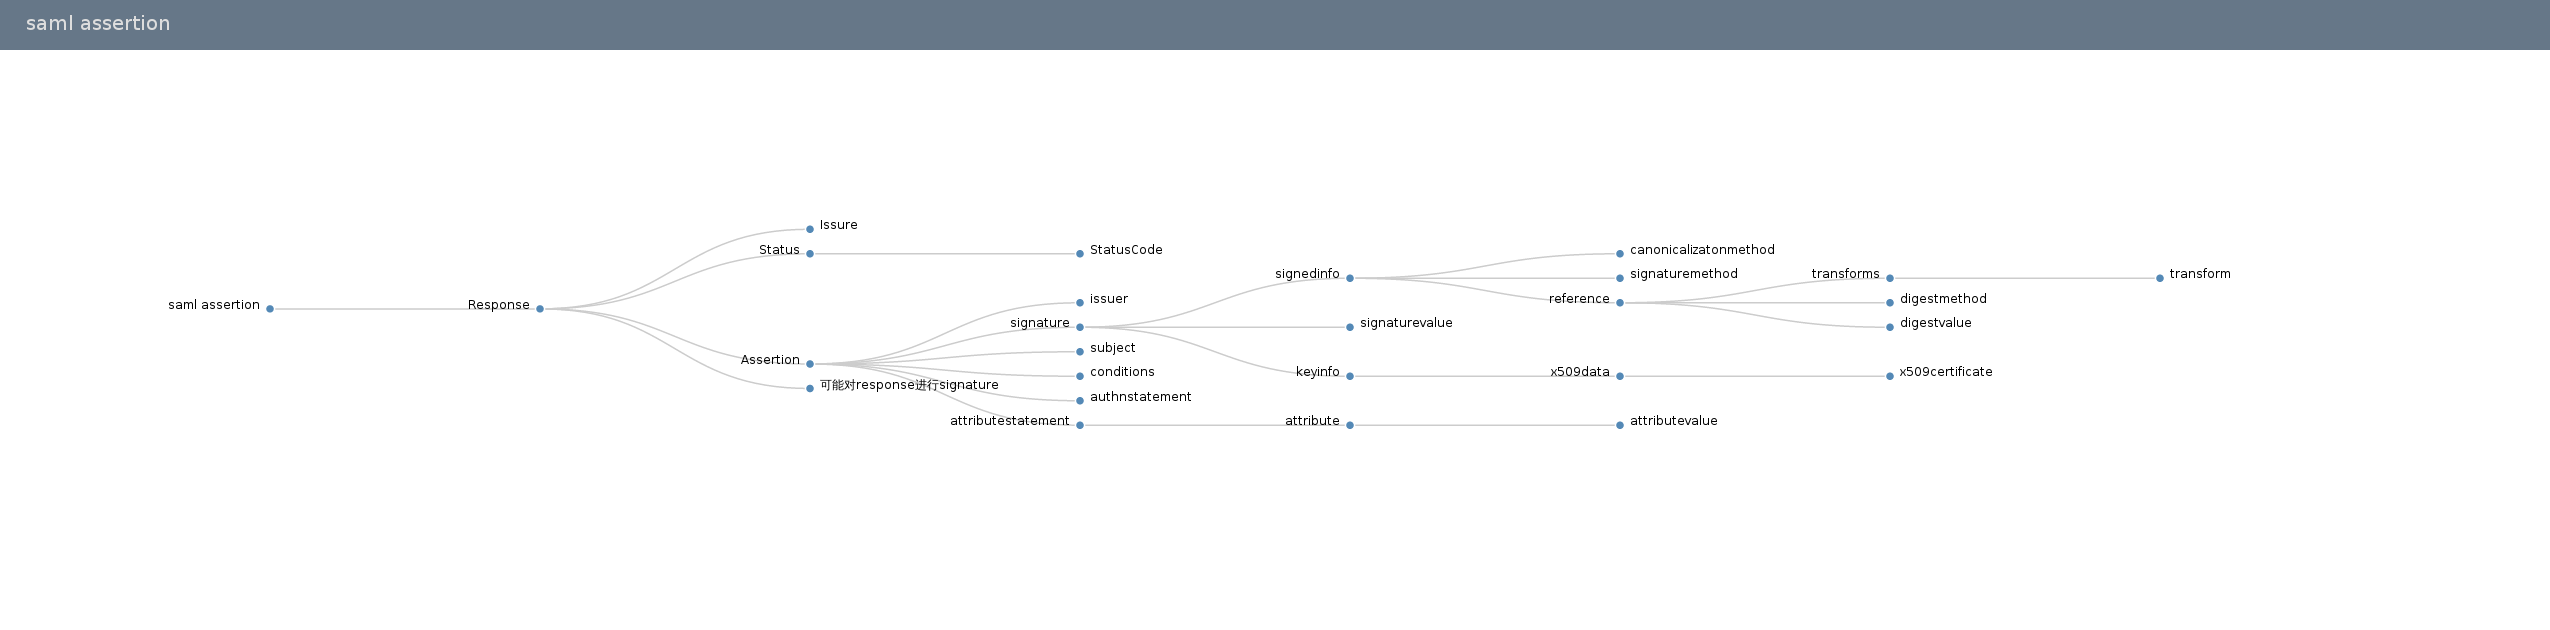 saml assertion
saml assertion
Response
Issure
Status
StatusCode
Assertion
issuer
signature
signedinfo
canonicalizatonmethod
signaturemethod
reference
transforms
transform
digestmethod
digestvalue
signaturevalue
keyinfo
x509data
x509certificate
subject
conditions
authnstatement
attributestatement
attribute
attributevalue
可能对response进行signature